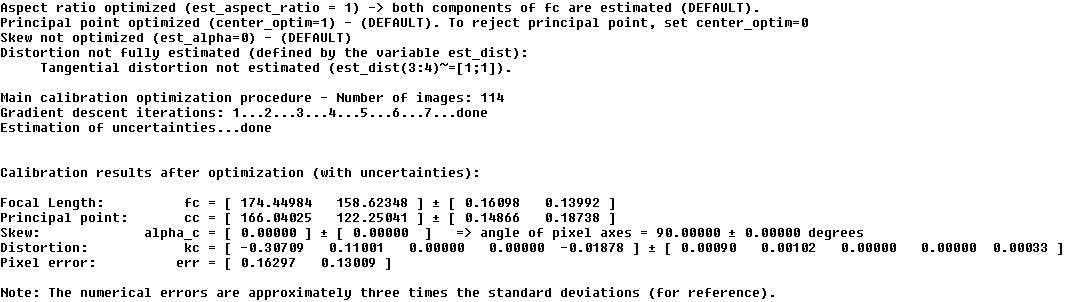 Aspect ratio optimized (est_aspect_ratio = 1) -> both components of fc are estimated (DEFAULT).
Principal point optimized (center_optim=1) - (DEFAULT). To reject principal point, set center_optim=0
Skew not optimized (est_alpha=0) - (DEFAULT)
Distortion not fully estimated (defined by the variable est_dist):
     Tangential distortion not estimated (est_dist(3:4)~=[1;1]).
Main calibration optimization procedure - Number of images: 114
Gradient descent iterations: 1...2...3...4...5...6...7...done
Estimation of uncertainties...done
Calibration results after optimization (with uncertainties):
Focal Length:          fc = [ 174.44984   158.62348 ] ± [ 0.16098   0.13992 ]
Principal point:       cc = [ 166.04025   122.25041 ] ± [ 0.14866   0.18738 ]
Skew:             alpha_c = [ 0.00000 ] ± [ 0.00000  ]   => angle of pixel axes = 90.00000 ± 0.00000 degrees
Distortion:            kc = [ -0.30709   0.11001   0.00000   0.00000  -0.01878 ] ± [ 0.00090   0.00102   0.00000   0.00000  0.00033 ]
Pixel error:          err = [ 0.16297   0.13009 ]
Note: The numerical errors are approximately three times the standard deviations (for reference).